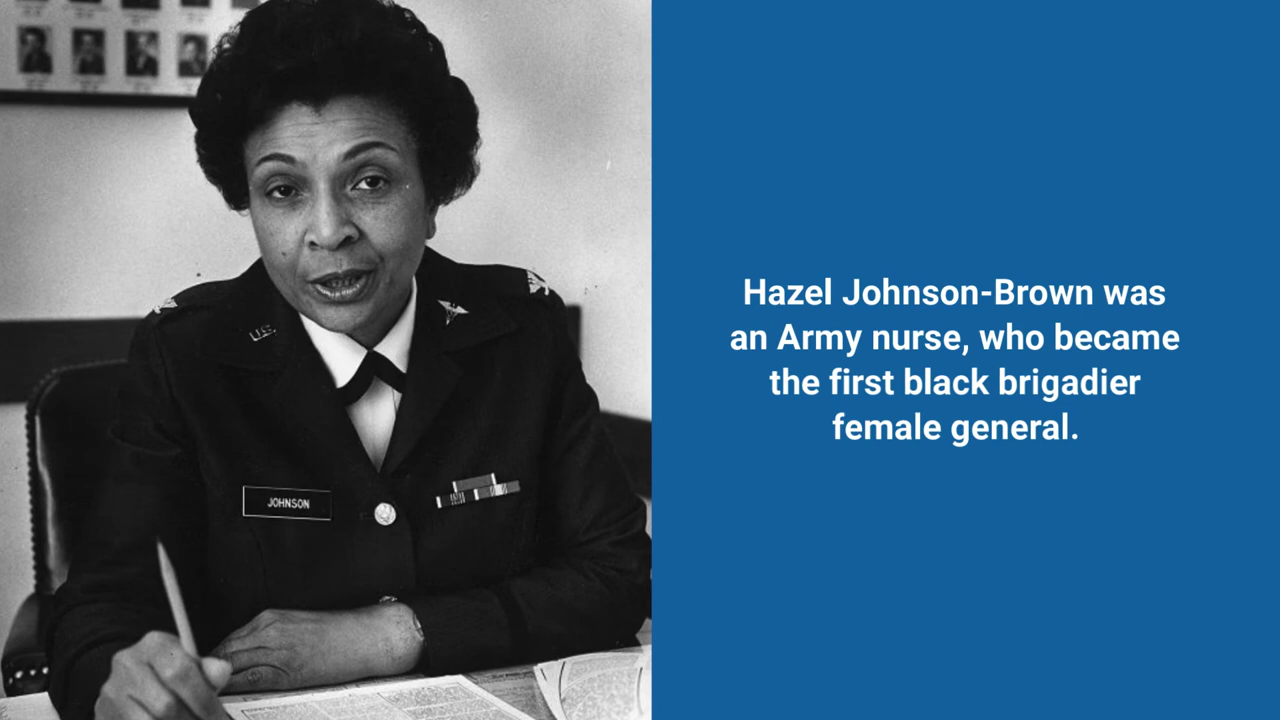 U.S.
JOHNSON
Hazel Johnson-Brown was
an Army nurse, who became
the first black brigadier
female general.